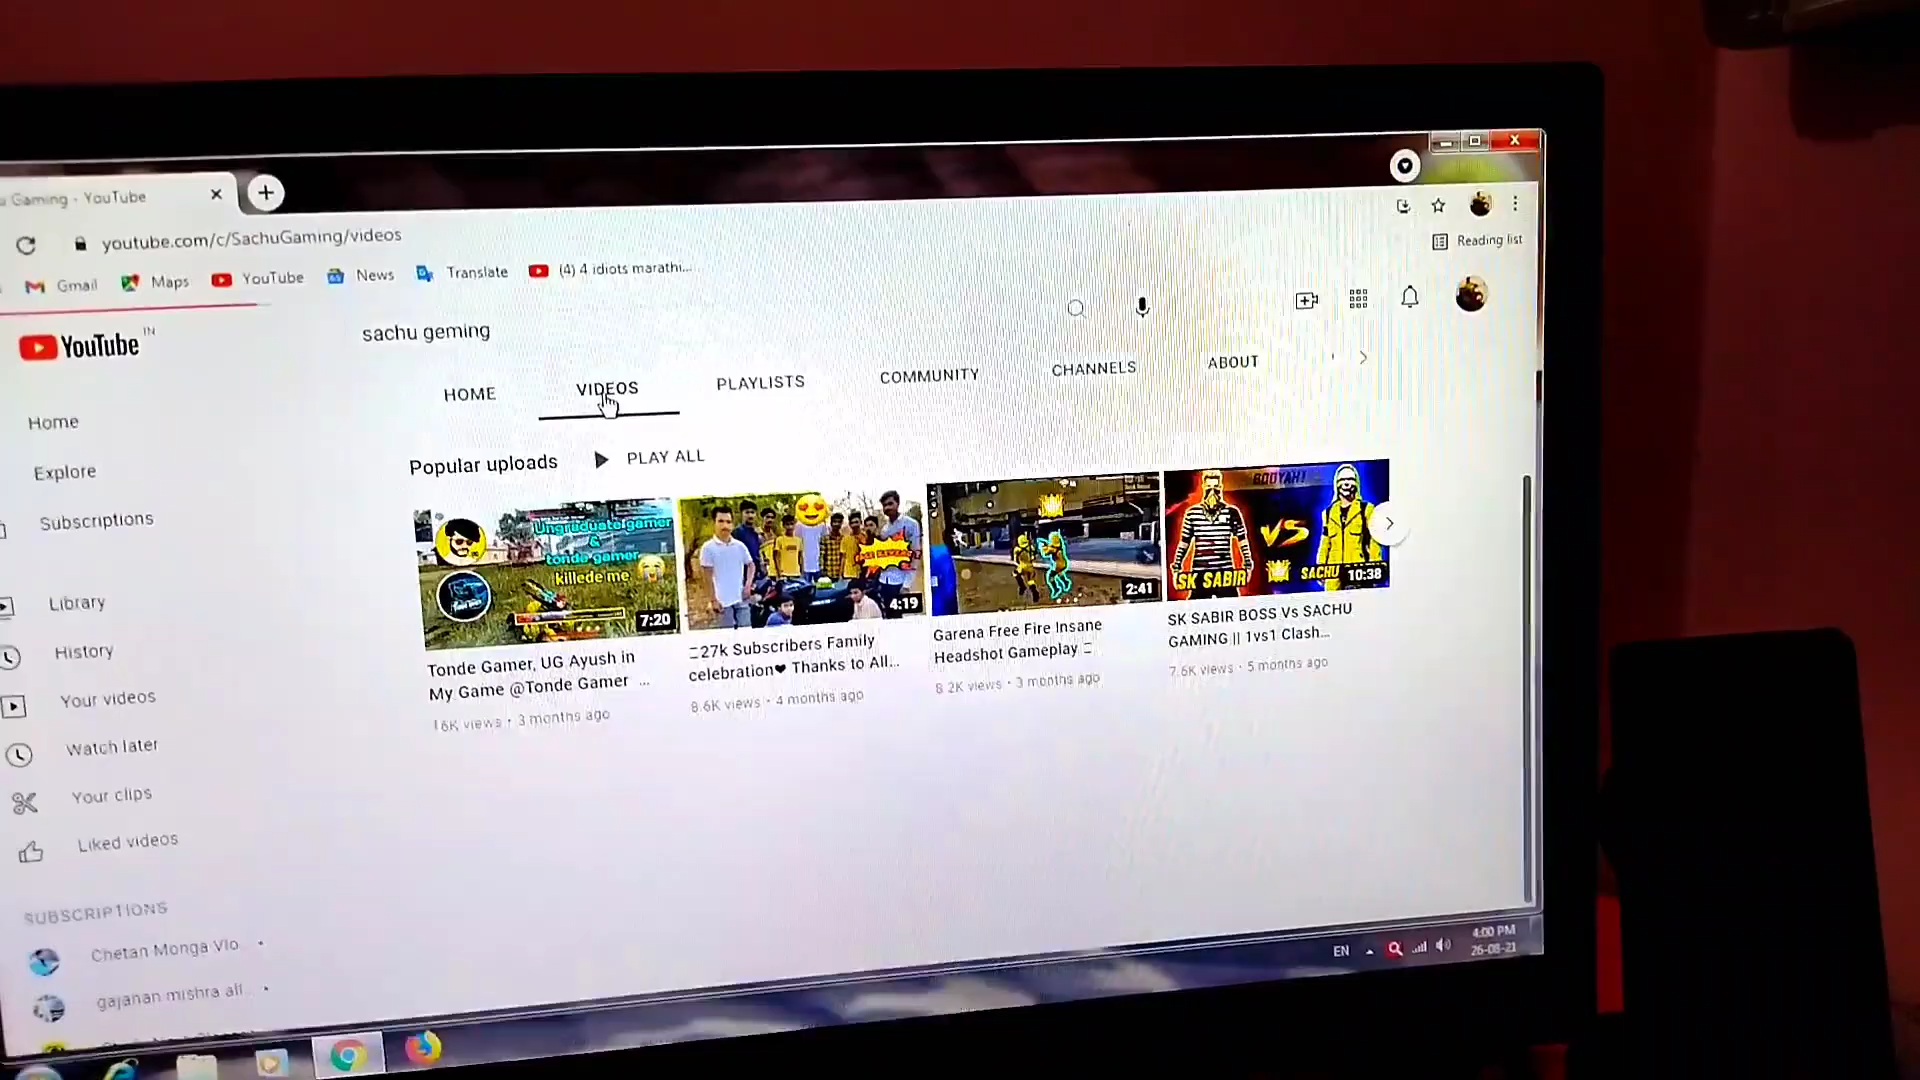 Gaming - YouTube
youtube.com/c/SachuGaming/videos
Reading list
Gmail
Maps
YouTube
News
Translate
(4) 4 idiots marathi...
YouTube IN
sachu geming
HOME
VIDEOS
PLAYLISTS
COMMUNITY
CHANNELS
ABOUT
Home
Explore
Subscriptions
Library
History
Your videos
Watch later
Your clips
Liked videos
SUBSCRIPTIONS
Chetan Monga Vlo
gajanan mishra all
Popular uploads
PLAY ALL
Ungraduate gamer
&
tonde gamer
killede me
7:20
Tonde Gamer, UG Ayush in
My Game @Tonde Gamer ...
16K views • 3 months ago
4:19
27k Subscribers Family
celebration❤ Thanks to All...
8.6K views • 4 months ago
2:41
Garena Free Fire Insane
Headshot Gameplay
8.2K views • 3 months ago
BOOYAH!
VS
SK SABIR
SACHU
10:38
SK SABIR BOSS Vs SACHU
GAMING || 1vs1 Clash...
7.6K views • 5 months ago
EN
4:00 PM
26-08-21